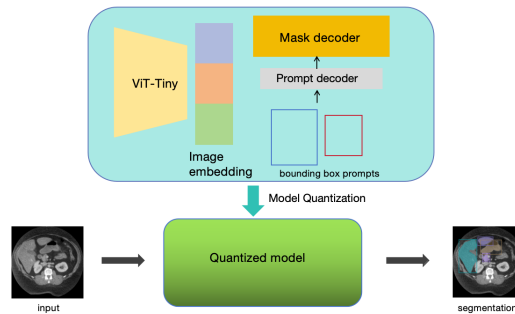 Mask decoder
ViT-Tiny
Prompt decoder
Image
embedding
bounding box prompts
Model Quantization
Quantized model
input
segmentation